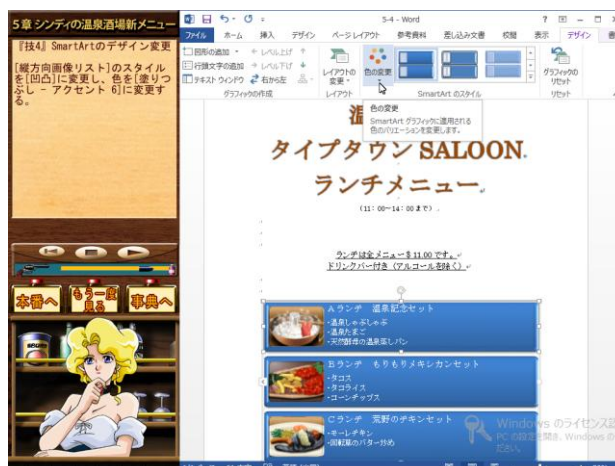 5章 シンディの温泉酒場新メニュー
『技4』SmartArtのデザイン変更
[縦方向画像リスト]のスタイル
を[凹凸]に変更し、色を[塗りつ
ぶし - アクセント 6]に変更す
る。
本番へ
もう一度
見る
事典へ
5-4 - Word
ファイル ホーム 挿入 デザイン ページ レイアウト 参考資料 差し込み文書 校閲 表示 デザイン
図形の追加 レベル上げ
行頭文字の追加 レベル下げ
テキスト ウィンドウ 右から左
レイアウトの
変更
色の変更
グラフィックの
リセット
グラフィックの作成 レイアウト SmartArt のスタイル リセット
色の変更
SmartArt グラフィックに適用される
色のバリエーションを変更します。
タイプタウン SALOON
ランチメニュー
(11:00~14:00まで)
ランチは全メニュー$11.00です。
ドリンクバー付き(アルコールを除く)
Aランチ 温泉記念セット
・温泉しゃぶしゃぶ
・温泉たまご
・天然酵母の温泉蒸しパン
Bランチ もりもりメキシカンセット
・タコス
・タコライス
・コーンチップス
Cランチ 荒野のチキンセット
・モーレチキン
・回転草のバター炒め
Windows のライセンス認
PC の設定を開き、Windows の
ださい。